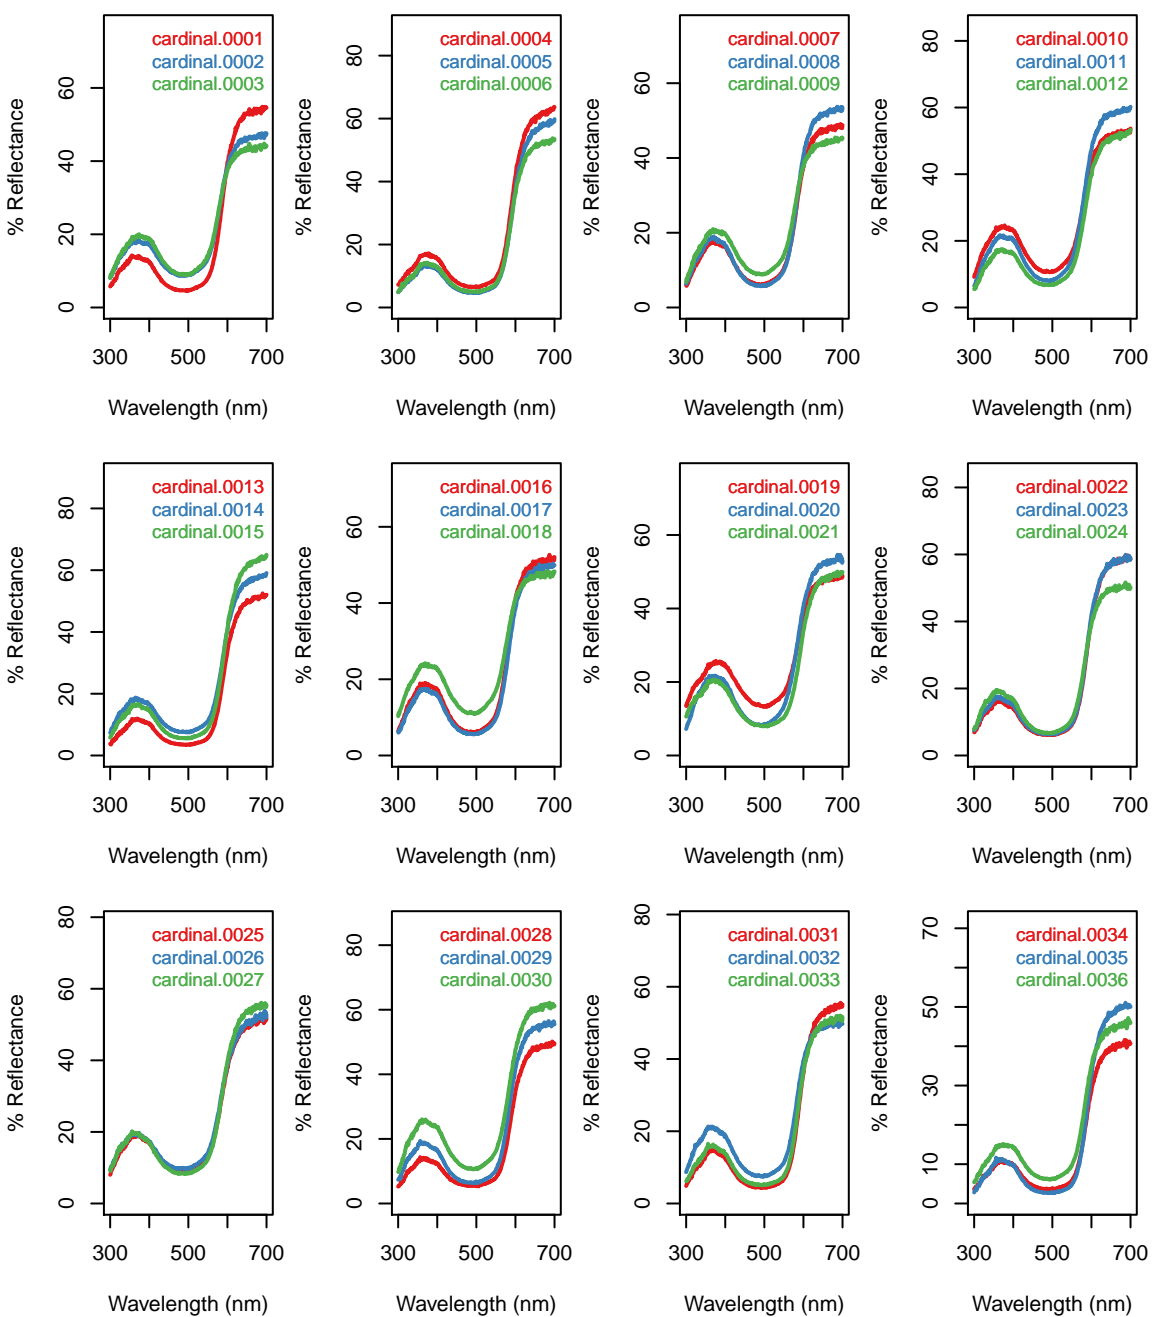 cardinal.0001
cardinal.0002
cardinal.0003
% Reflectance
0
20
40
60
300
500
700
Wavelength (nm)
cardinal.0004
cardinal.0005
cardinal.0006
% Reflectance
0
20
40
60
80
300
500
700
Wavelength (nm)
cardinal.0007
cardinal.0008
cardinal.0009
% Reflectance
0
20
40
60
300
500
700
Wavelength (nm)
cardinal.0010
cardinal.0011
cardinal.0012
% Reflectance
0
20
40
60
80
300
500
700
Wavelength (nm)
cardinal.0013
cardinal.0014
cardinal.0015
% Reflectance
0
20
40
60
80
300
500
700
Wavelength (nm)
cardinal.0016
cardinal.0017
cardinal.0018
% Reflectance
0
20
40
60
300
500
700
Wavelength (nm)
cardinal.0019
cardinal.0020
cardinal.0021
% Reflectance
0
20
40
60
300
500
700
Wavelength (nm)
cardinal.0022
cardinal.0023
cardinal.0024
% Reflectance
0
20
40
60
80
300
500
700
Wavelength (nm)
cardinal.0025
cardinal.0026
cardinal.0027
% Reflectance
0
20
40
60
80
300
500
700
Wavelength (nm)
cardinal.0028
cardinal.0029
cardinal.0030
% Reflectance
0
20
40
60
80
300
500
700
Wavelength (nm)
cardinal.0031
cardinal.0032
cardinal.0033
% Reflectance
0
20
40
60
80
300
500
700
Wavelength (nm)
cardinal.0034
cardinal.0035
cardinal.0036
% Reflectance
0
10
30
50
70
300
500
700
Wavelength (nm)